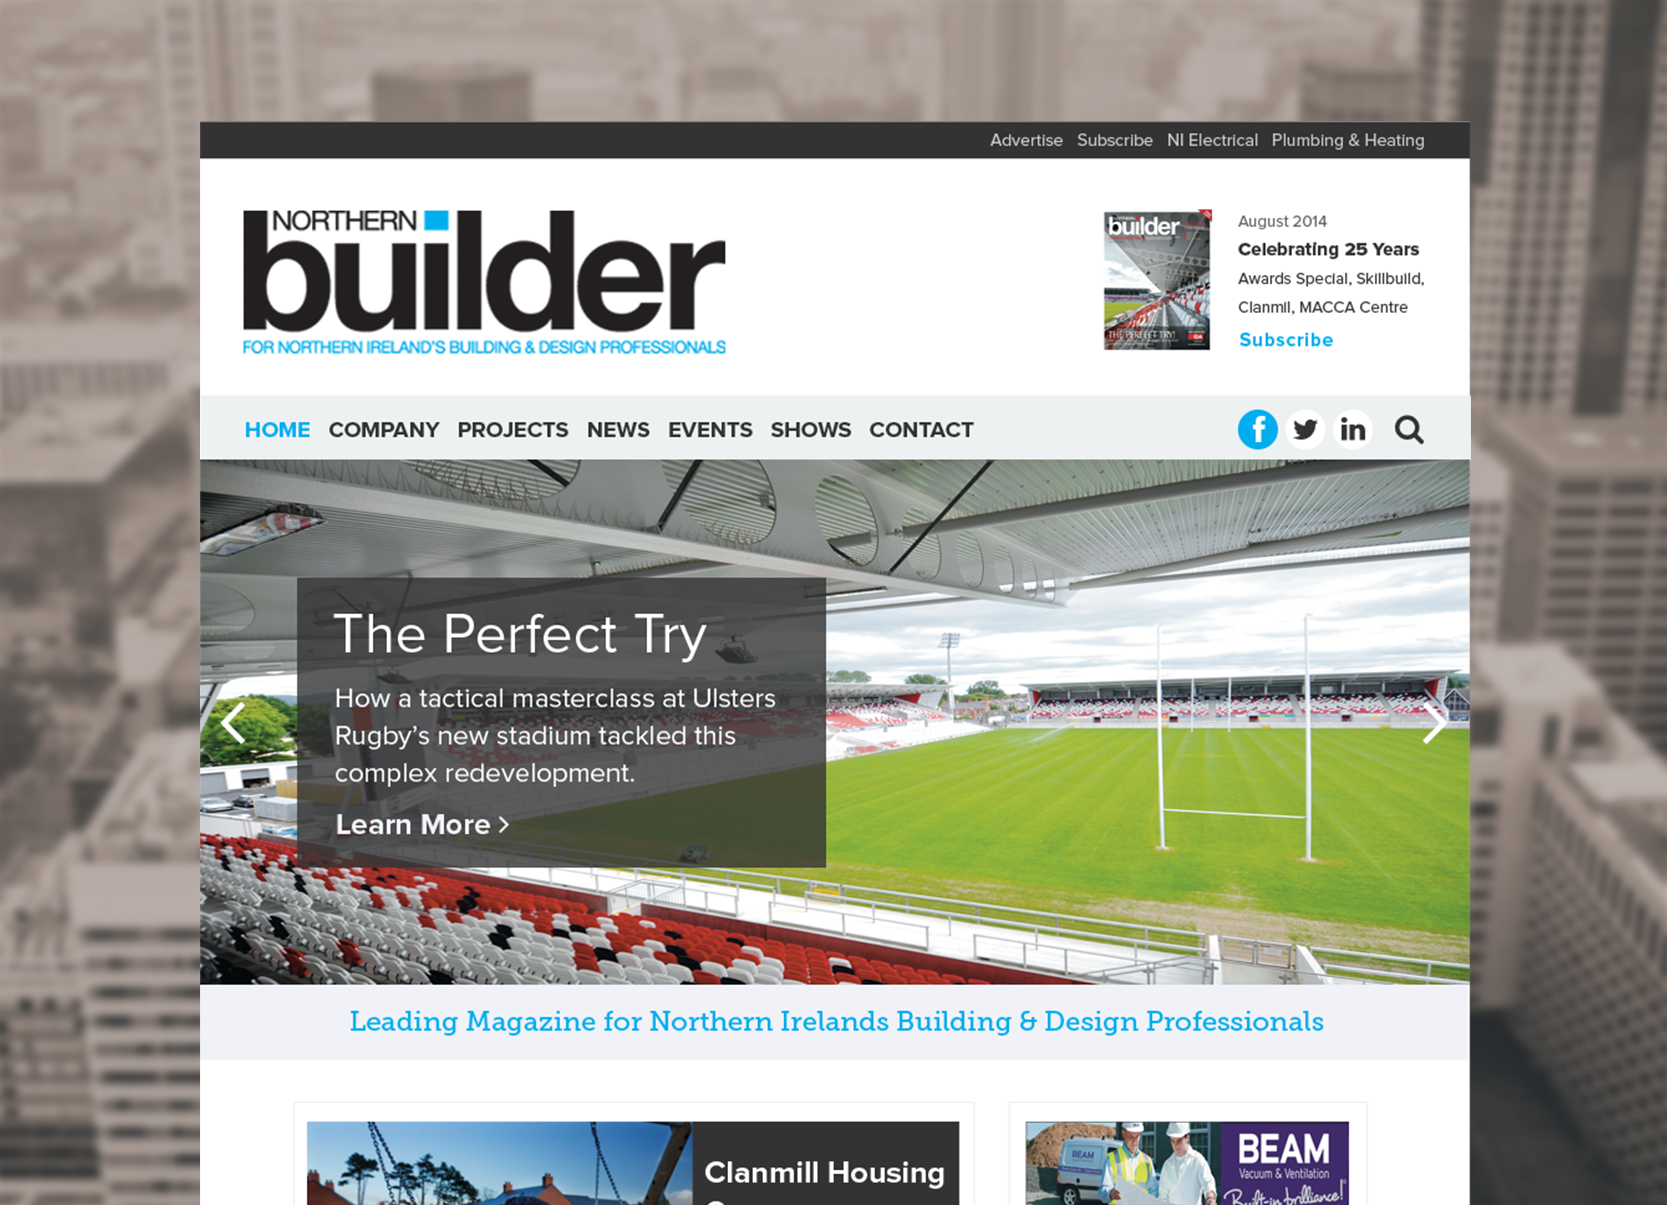 Advertise Subscribe NI Electrical Plumbing & Heating
NORTHERN
builder
FOR NORTHERN IRELAND'S BUILDING & DESIGN PROFESSIONALS
builder
THE PERFECT TRY!
August 2014
Celebrating 25 Years
Awards Special, Skillbuild,
Clanmil, MACCA Centre
Subscribe
HOME COMPANY PROJECTS NEWS EVENTS SHOWS CONTACT
f in
The Perfect Try
How a tactical masterclass at Ulsters
Rugby’s new stadium tackled this
complex redevelopment.
Learn More
Leading Magazine for Northern Irelands Building & Design Professionals
Clanmill Housing
BEAM
BEAM
Vacuum & Ventilation
Built-in brilliance!